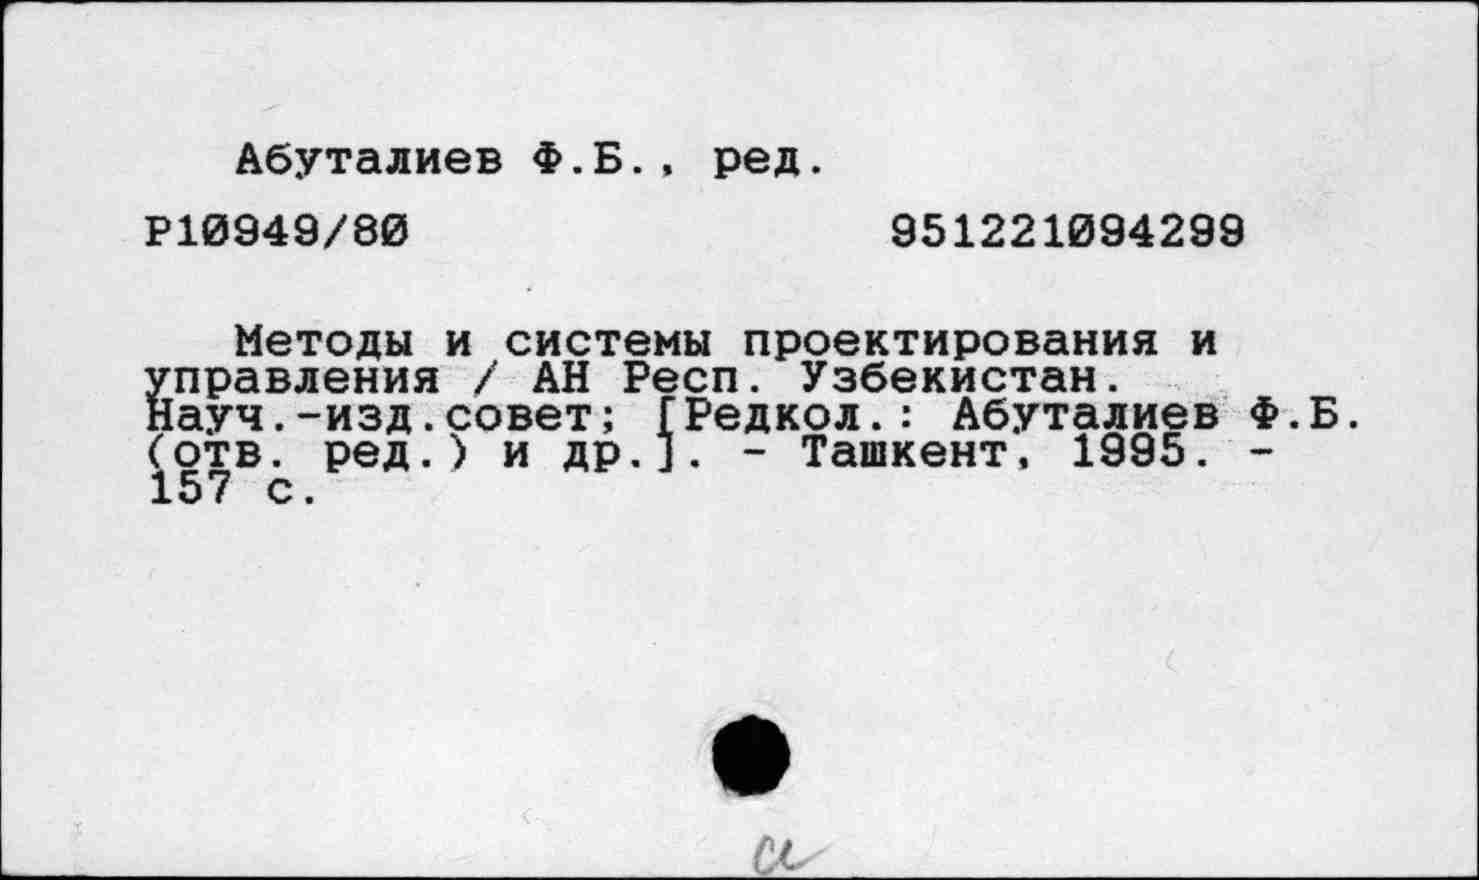 Абуталиев Ф.Б., ред.
Р10949/80 951221094299
Методы и системы проектирования и
управления / АН Респ. Узбекистан.
Науч.-изд.совет; [Редкол.: Абуталиев Ф.Б.
(отв. ред.) и др.]. - Ташкент, 1995. -
157 с.